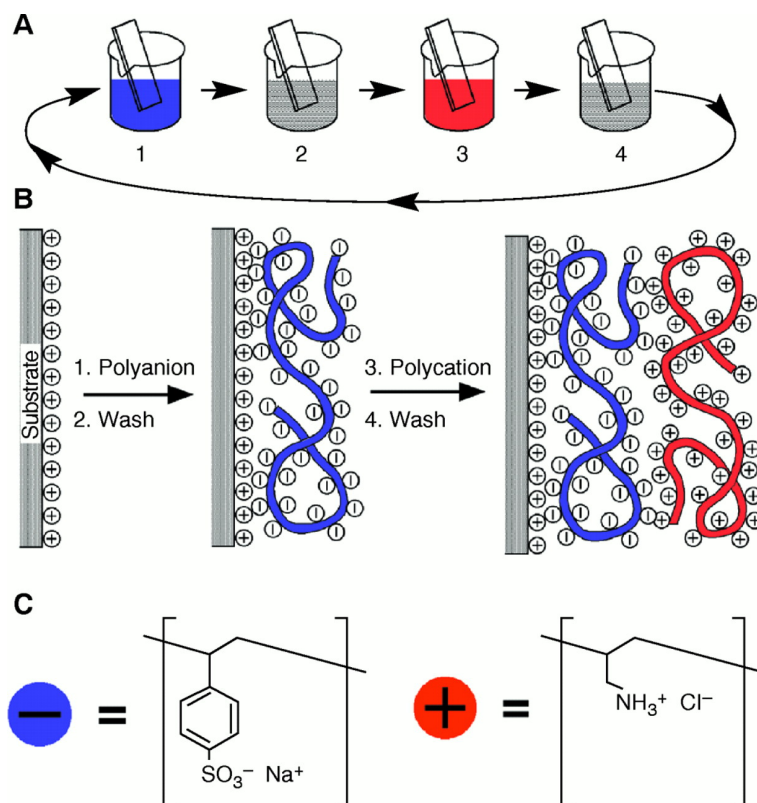 A
1 2 3 4
B
Substrate
1. Polyanion
2. Wash
3. Polycation
4. Wash
C
− = SO₃⁻ Na⁺
+ = NH₃⁺ Cl⁻